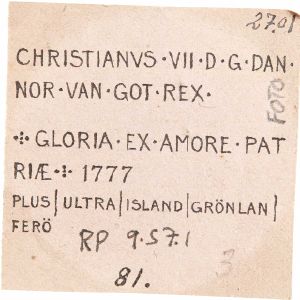 27.01
CHRISTIANVS · VII · D · G · DAN ·
NOR · VAN · GOT · REX ·
FOTO
·⁜· GLORIA · EX · AMORE · PAT
RIÆ ·⁜· 1777
PLUS|ULTRA|ISLAND|GRÖNLAN|
FERÖ
RP 9.57.1
3
81.